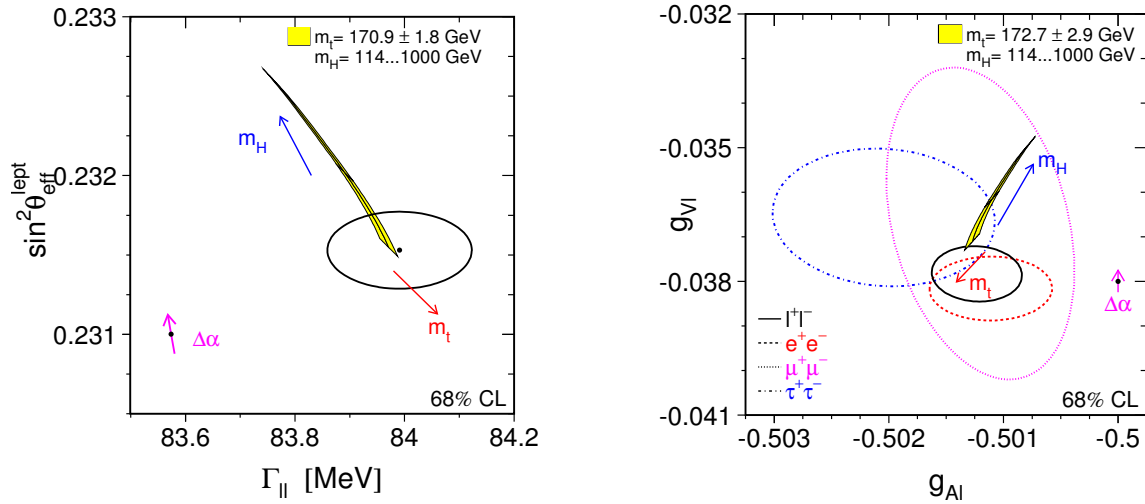 0.233
0.232
0.231
sin²θ^lept_eff
m_t= 170.9 ± 1.8 GeV
m_H= 114...1000 GeV
m_H
m_t
Δα
68% CL
83.6 83.8 84 84.2
Γ_ll [MeV]
-0.032
-0.035
-0.038
-0.041
g_Vl
m_t= 172.7 ± 2.9 GeV
m_H= 114...1000 GeV
m_H
m_t
Δα
l⁺l⁻
e⁺e⁻
μ⁺μ⁻
τ⁺τ⁻
68% CL
-0.503 -0.502 -0.501 -0.5
g_Al